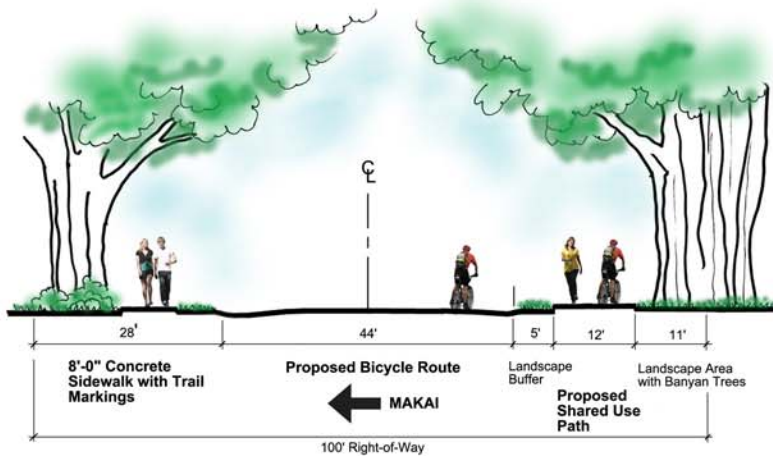 ℄
28' 44' 5' 12' 11'
8'-0" Concrete
Sidewalk with Trail
Markings
Proposed Bicycle Route
MAKAI
Landscape
Buffer
Proposed
Shared Use
Path
Landscape Area
with Banyan Trees
100' Right-of-Way